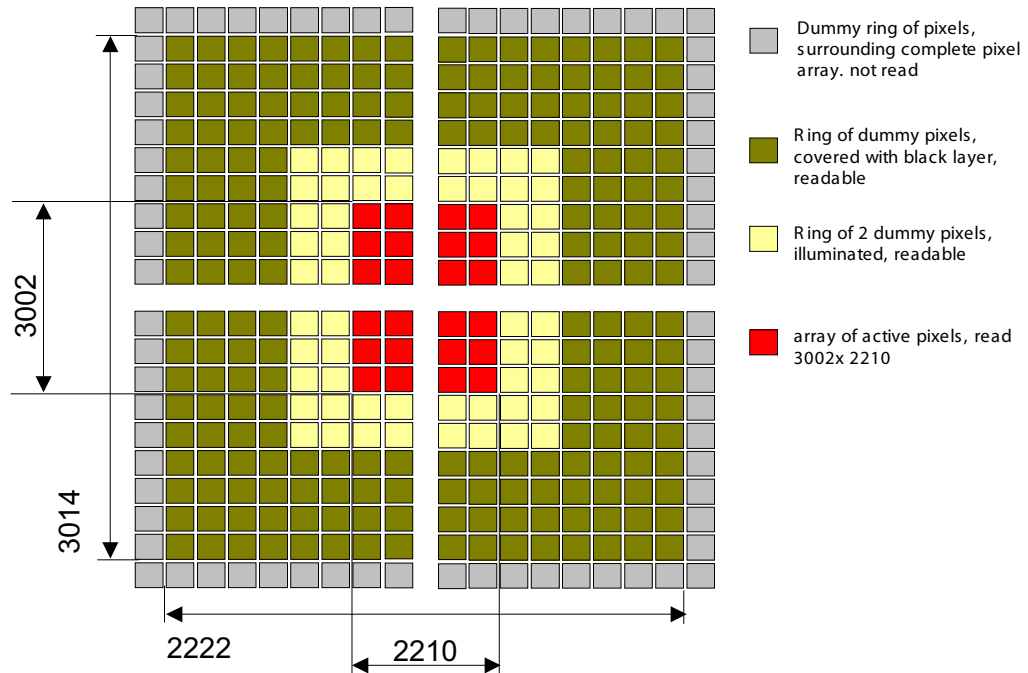 Dummy ring of pixels,
surrounding complete pixel
array. not read
Ring of dummy pixels,
covered with black layer,
readable
Ring of 2 dummy pixels,
illuminated, readable
array of active pixels, read
3002x 2210
3002
3014
2222
2210